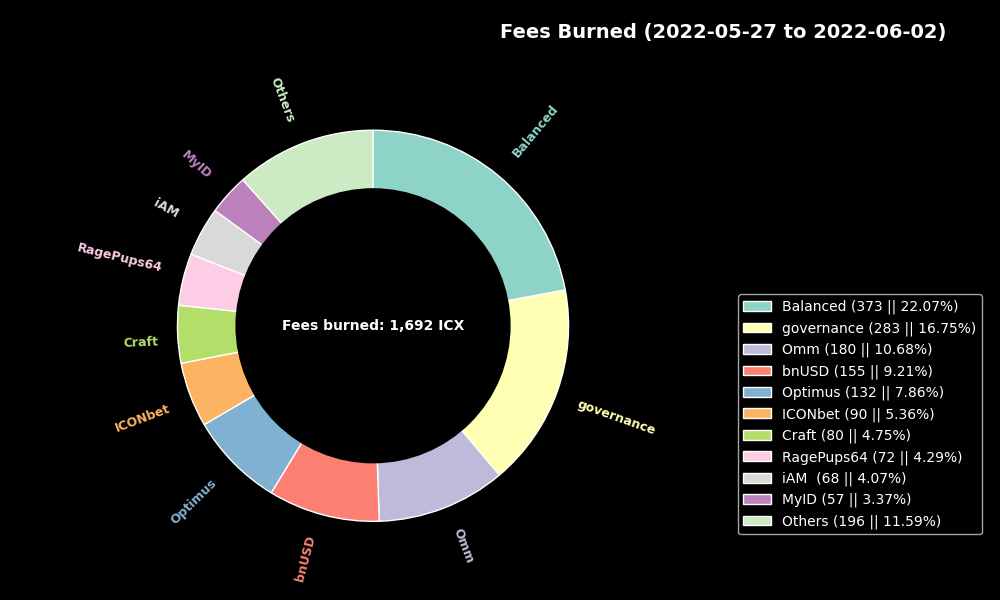 Fees Burned (2022-05-27 to 2022-06-02)
Others
Balanced
MyID
iAM
RagePups64
Craft
ICONbet
Optimus
bnUSD
Omm
governance
Fees burned: 1,692 ICX
Balanced (373 || 22.07%)
governance (283 || 16.75%)
Omm (180 || 10.68%)
bnUSD (155 || 9.21%)
Optimus (132 || 7.86%)
ICONbet (90 || 5.36%)
Craft (80 || 4.75%)
RagePups64 (72 || 4.29%)
iAM  (68 || 4.07%)
MyID (57 || 3.37%)
Others (196 || 11.59%)